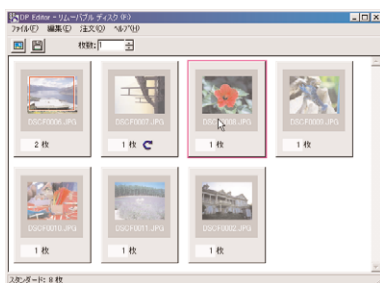 DP Editor - リムーバブル ディスク (F:)
ファイル(F) 編集(E) 注文(O) ヘルプ(H)
枚数: 1
DSCF0006.JPG DSCF0007.JPG DSCF0008.JPG DSCF0009.JPG
2 枚 1 枚 1 枚 1 枚
DSCF0010.JPG DSCF0011.JPG DSCF0002.JPG
1 枚 1 枚 1 枚
スタンダード: 8 枚